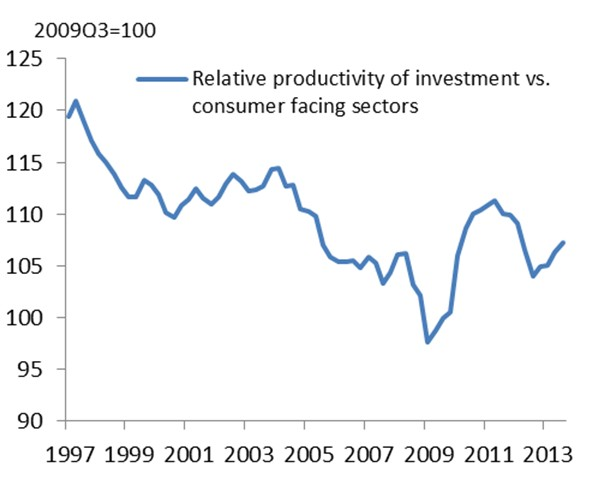 2009Q3=100
125
Relative productivity of investment vs.
consumer facing sectors
120
115
110
105
100
95
90
1997 1999 2001 2003 2005 2007 2009 2011 2013